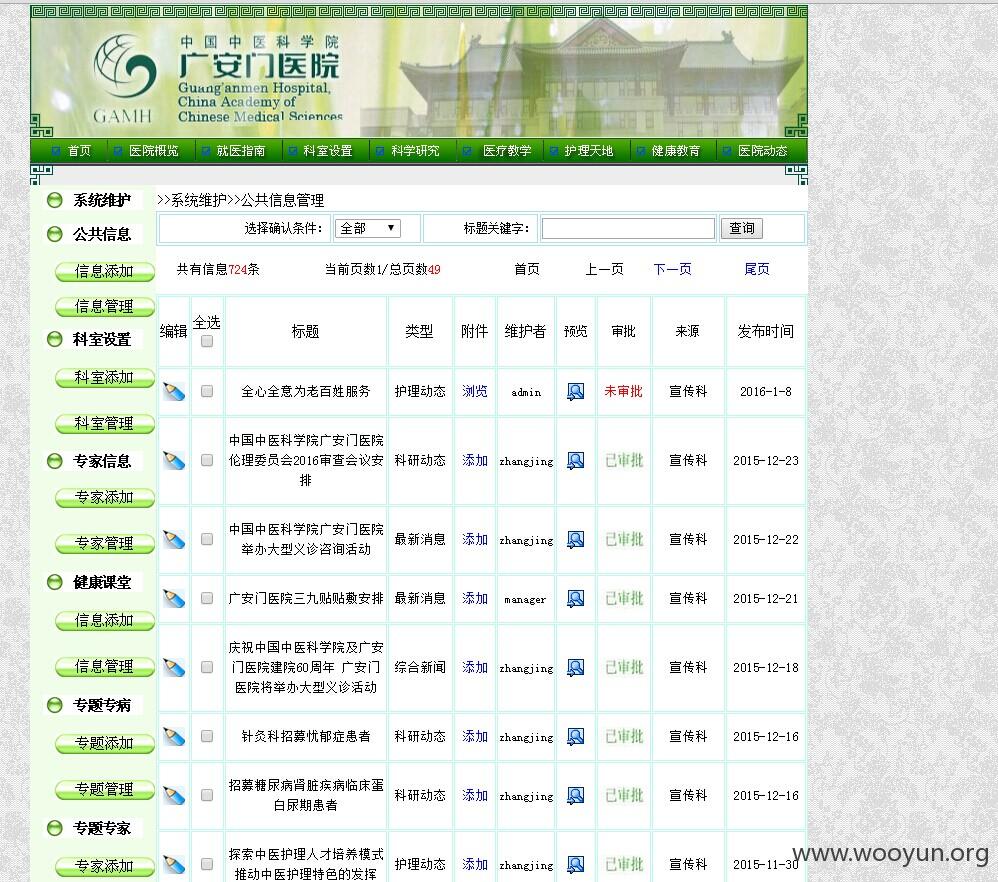 中国中医科学院
广安门医院
Guang'anmen Hospital,
China Academy of
Chinese Medical Sciences
GAMH
首页 医院概览 就医指南 科室设置 科学研究 医疗教学 护理天地 健康教育 医院动态
系统维护
公共信息
信息添加
信息管理
科室设置
科室添加
科室管理
专家信息
专家添加
专家管理
健康课堂
信息添加
信息管理
专题专病
专题添加
专题管理
专题专家
专家添加
>>系统维护>>公共信息管理
选择确认条件: 全部 标题关键字: 查询
共有信息724条 当前页数1/总页数49 首页 上一页 下一页 尾页
编辑 全选 标题 类型 附件 维护者 预览 审批 来源 发布时间
全心全意为老百姓服务 护理动态 浏览 admin 未审批 宣传科 2016-1-8
中国中医科学院广安门医院
伦理委员会2016审查会议安
排
科研动态 添加 zhangjing 已审批 宣传科 2015-12-23
中国中医科学院广安门医院
举办大型义诊咨询活动
最新消息 添加 zhangjing 已审批 宣传科 2015-12-22
广安门医院三九贴贴敷安排 最新消息 添加 manager 已审批 宣传科 2015-12-21
庆祝中国中医科学院及广安
门医院建院60周年 广安门
医院将举办大型义诊活动
综合新闻 添加 zhangjing 已审批 宣传科 2015-12-18
针灸科招募忧郁症患者 科研动态 添加 zhangjing 已审批 宣传科 2015-12-16
招募糖尿病肾脏疾病临床蛋
白尿期患者
科研动态 添加 zhangjing 已审批 宣传科 2015-12-16
探索中医护理人才培养模式
推动中医护理特色的发挥
护理动态 添加 zhangjing 已审批 宣传科 2015-11-30
www.wooyun.org